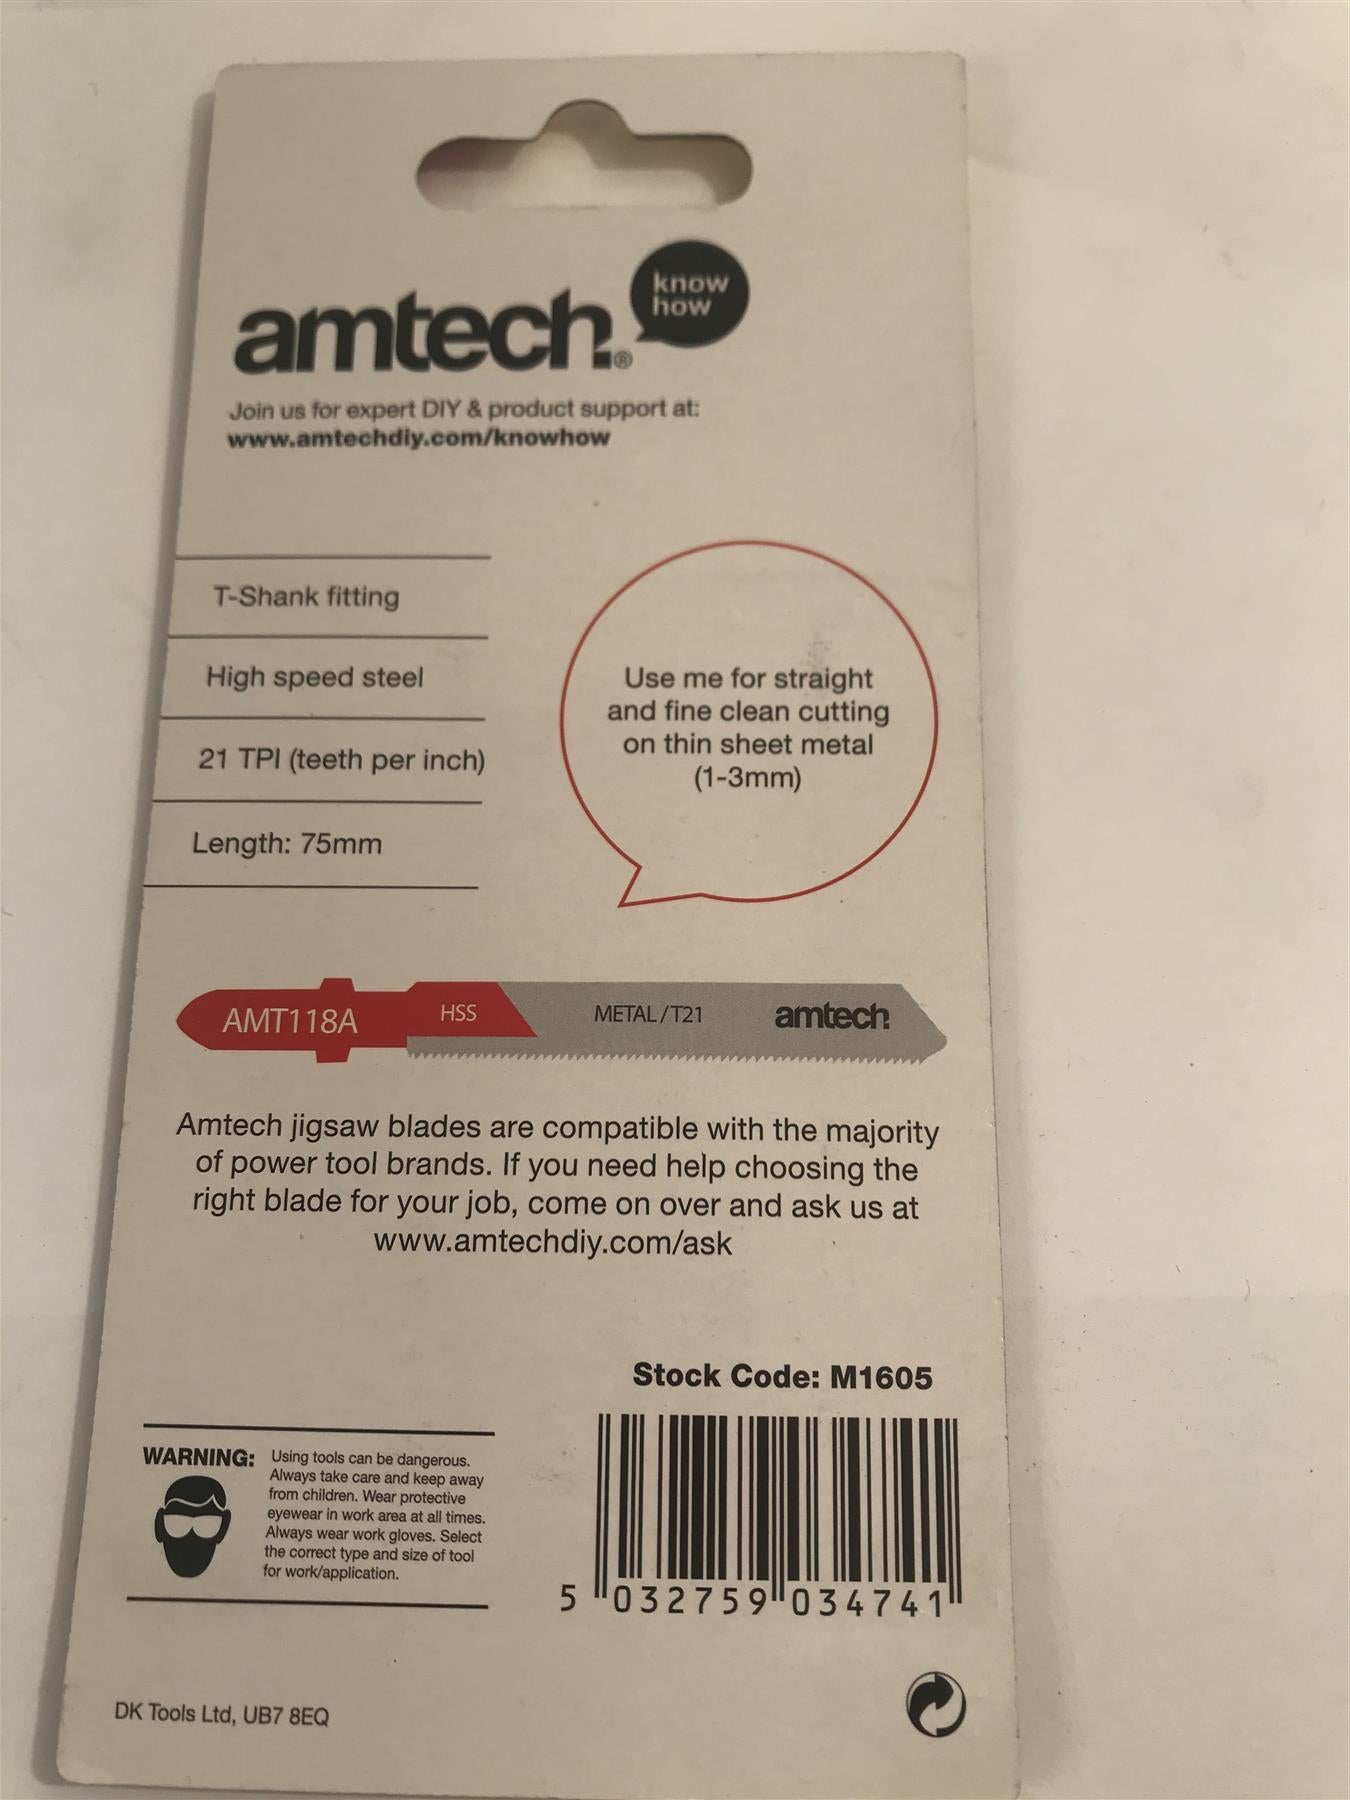 know
how
amtech®
Join us for expert DIY & product support at:
www.amtechdiy.com/knowhow
T-Shank fitting
High speed steel
21 TPI (teeth per inch)
Length: 75mm
Use me for straight
and fine clean cutting
on thin sheet metal
(1-3mm)
AMT118A HSS METAL/T21 amtech
Amtech jigsaw blades are compatible with the majority
of power tool brands. If you need help choosing the
right blade for your job, come on over and ask us at
www.amtechdiy.com/ask
Stock Code: M1605
WARNING: Using tools can be dangerous.
Always take care and keep away
from children. Wear protective
eyewear in work area at all times.
Always wear work gloves. Select
the correct type and size of tool
for work/application.
5 032759 034741
DK Tools Ltd, UB7 8EQ